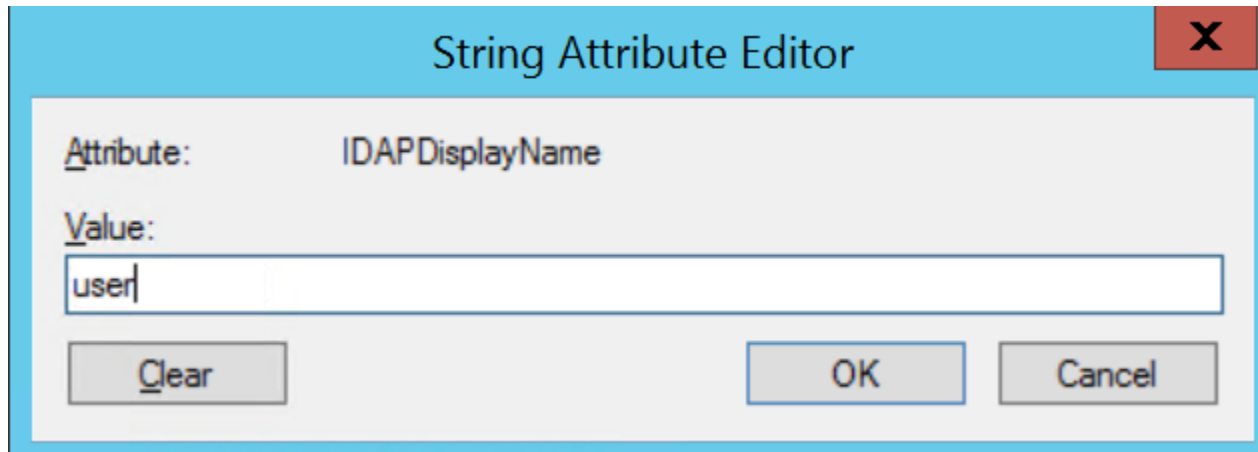 String Attribute Editor
X
Attribute: lDAPDisplayName
Value:
user
Clear OK Cancel